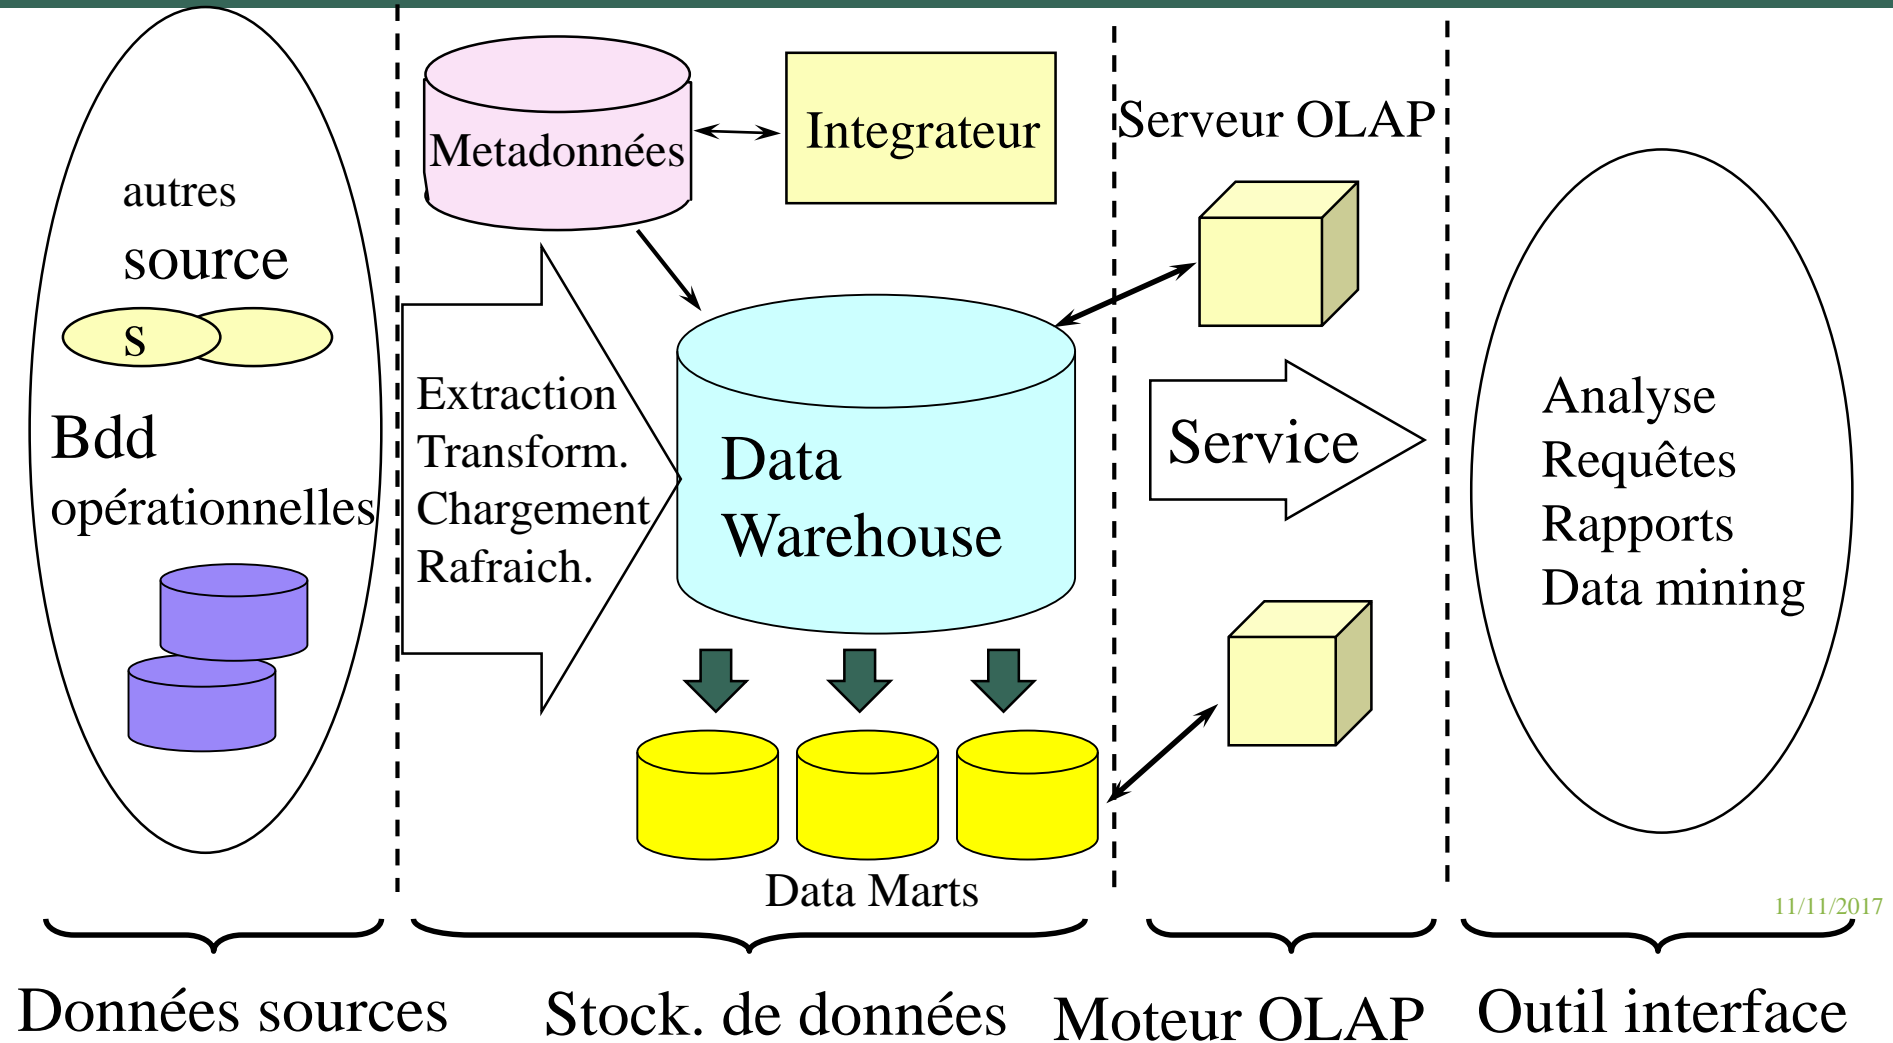 autres
source
s
Bdd
opérationnelles
Metadonnées
Integrateur
Extraction
Transform.
Chargement
Rafraich.
Data
Warehouse
Data Marts
Serveur OLAP
Service
Analyse
Requêtes
Rapports
Data mining
11/11/2017
Données sources
Stock. de données
Moteur OLAP
Outil interface